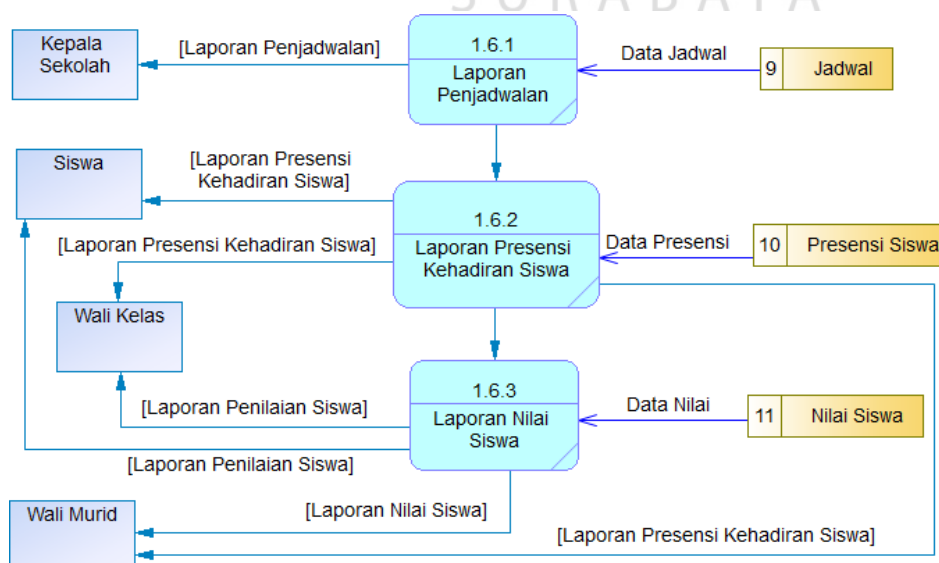 SURABAYA
Kepala
Sekolah
[Laporan Penjadwalan]
1.6.1
Laporan
Penjadwalan
Data Jadwal
9
Jadwal
Siswa
[Laporan Presensi
Kehadiran Siswa]
1.6.2
Laporan Presensi
Kehadiran Siswa
Data Presensi
10
Presensi Siswa
[Laporan Presensi Kehadiran Siswa]
Wali Kelas
1.6.3
Laporan Nilai
Siswa
Data Nilai
11
Nilai Siswa
[Laporan Penilaian Siswa]
[Laporan Penilaian Siswa]
Wali Murid
[Laporan Nilai Siswa]
[Laporan Presensi Kehadiran Siswa]